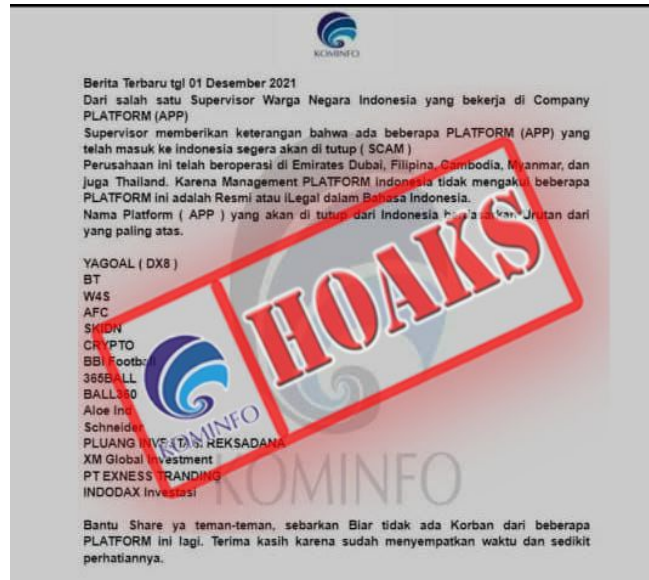 KOMINFO
Berita Terbaru tgl 01 Desember 2021
Dari salah satu Supervisor Warga Negara Indonesia yang bekerja di Company
PLATFORM (APP)
Supervisor memberikan keterangan bahwa ada beberapa PLATFORM (APP) yang
telah masuk ke indonesia segera akan di tutup ( SCAM )
Perusahaan ini telah beroperasi di Emirates Dubai, Filipina, Cambodia, Myanmar, dan
juga Thailand. Karena Management PLATFORM Indonesia tidak mengakui beberapa
PLATFORM ini adalah Resmi atau iLegal dalam Bahasa Indonesia.
Nama Platform ( APP ) yang akan di tutup dari Indonesia berdasarkan Urutan dari
yang paling atas.
YAGOAL ( DX8 )
BT
W4S
AFC
SKIDN
CRYPTO
BBI Football
365BALL
BALL360
Aloe Ind
Schneider
PLUANG INVESTASI REKSADANA
XM Global Investment
PT EXNESS TRANDING
INDODAX Investasi
HOAKS
KOMINFO
KOMINFO
Bantu Share ya teman-teman, sebarkan Biar tidak ada Korban dari beberapa
PLATFORM ini lagi. Terima kasih karena sudah menyempatkan waktu dan sedikit
perhatiannya.